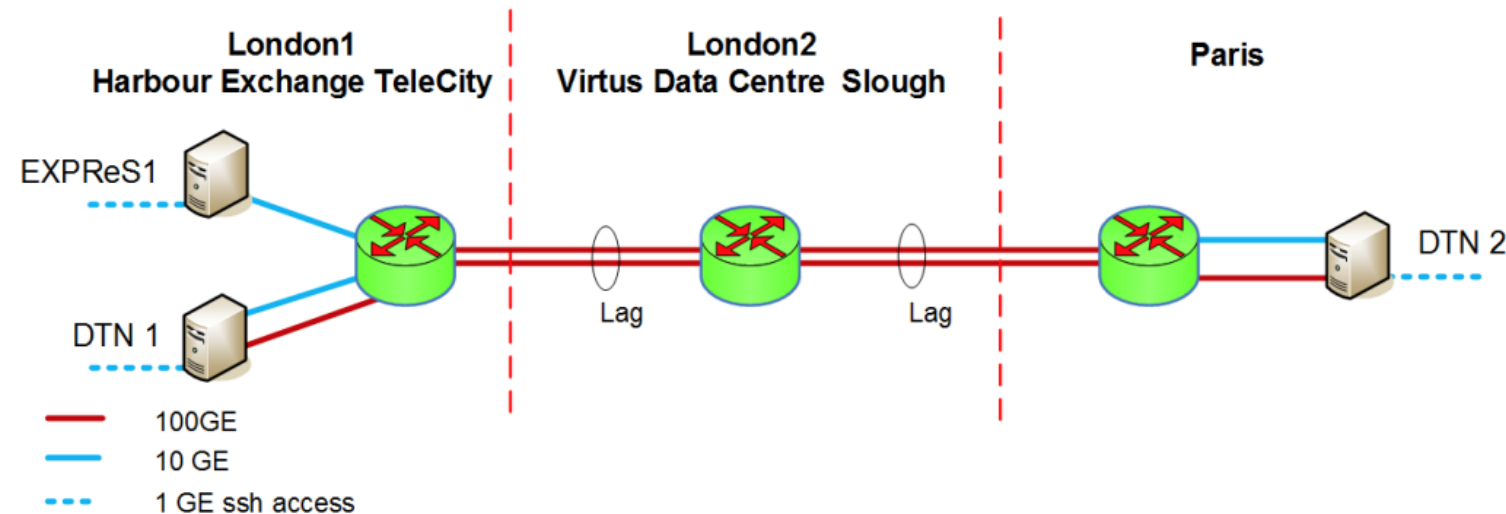 London1
Harbour Exchange TeleCity
London2
Virtus Data Centre Slough
Paris
EXPReS1
DTN 1
Lag
Lag
DTN 2
100GE
10 GE
1 GE ssh access